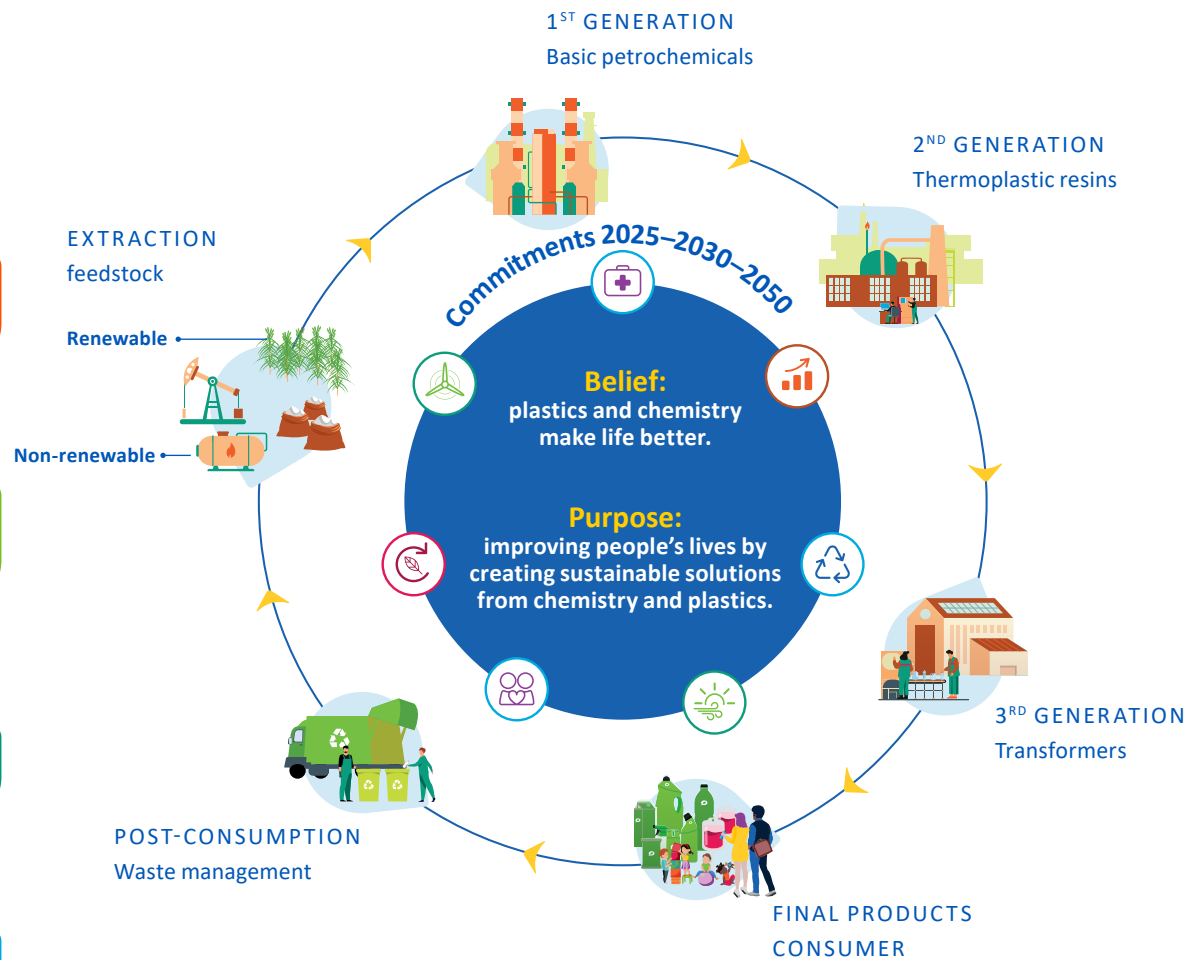 1ST GENERATION
Basic petrochemicals
2ND GENERATION
Thermoplastic resins
EXTRACTION
feedstock
Renewable
Non-renewable
Commitments 2025–2030–2050
Belief:
plastics and chemistry
make life better.
Purpose:
improving people’s lives by
creating sustainable solutions
from chemistry and plastics.
3RD GENERATION
Transformers
POST-CONSUMPTION
Waste management
FINAL PRODUCTS
CONSUMER